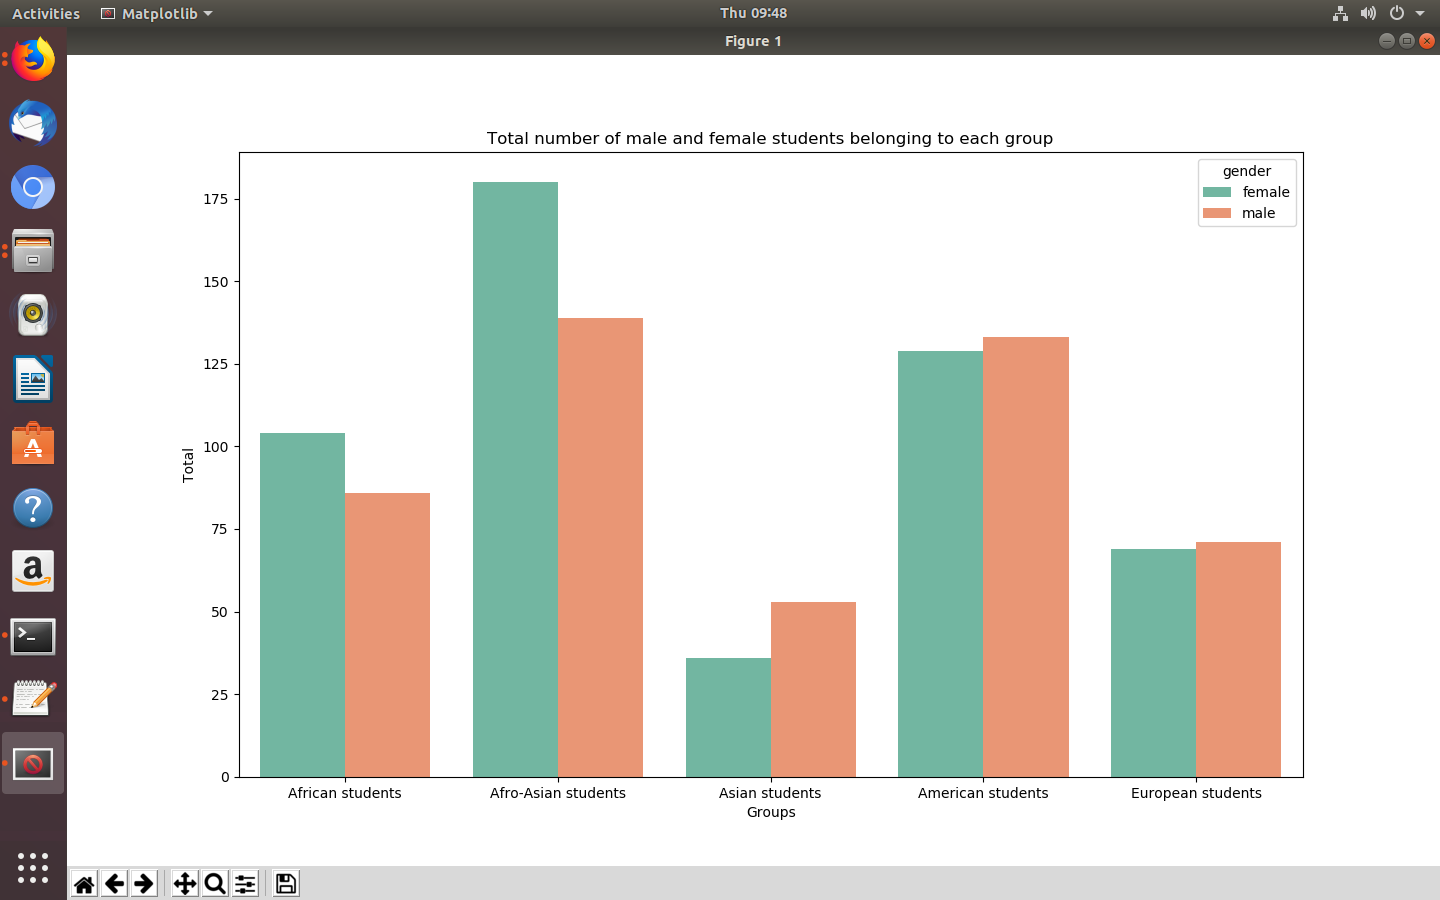 Activities
Matplotlib
Thu 09:48
Figure 1
Total number of male and female students belonging to each group
gender
female
male
175
150
125
100
75
50
25
0
Total
African students
Afro-Asian students
Asian students
American students
European students
Groups